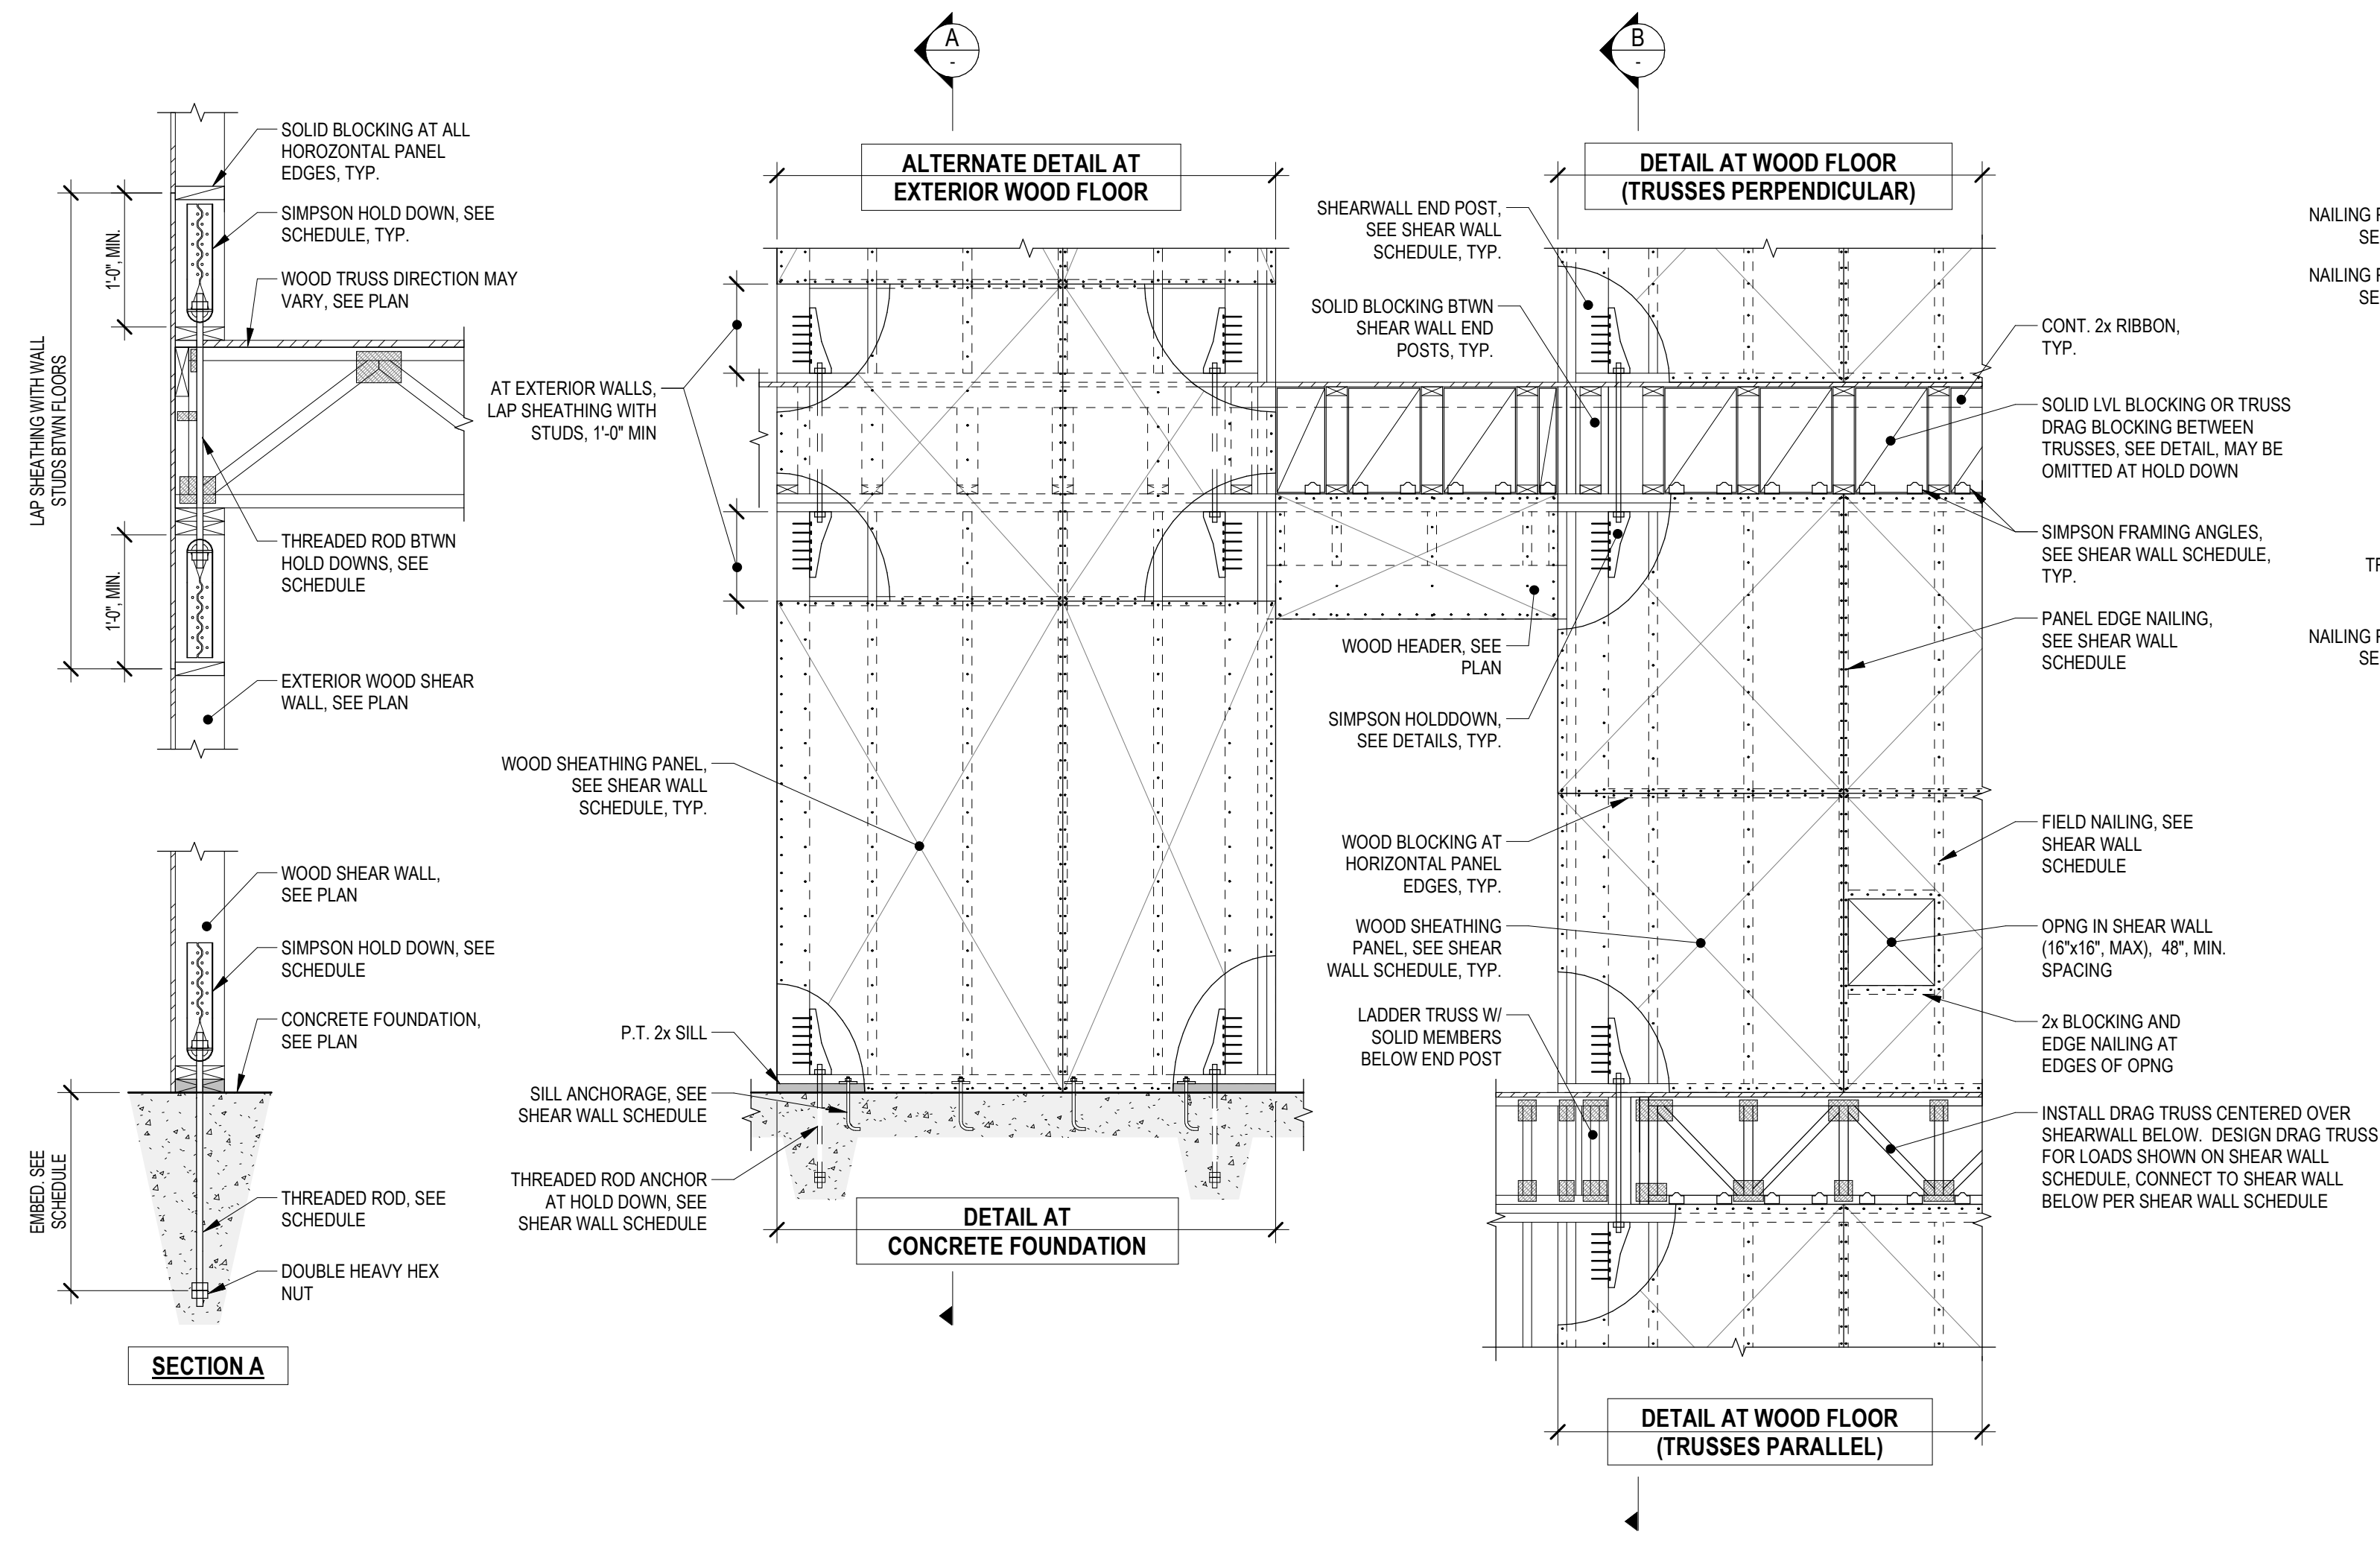 A
-
B
-
SOLID BLOCKING AT ALL
HOROZONTAL PANEL
EDGES, TYP.
SIMPSON HOLD DOWN, SEE
SCHEDULE, TYP.
WOOD TRUSS DIRECTION MAY
VARY, SEE PLAN
1'-0", MIN.
LAP SHEATHING WITH WALL
STUDS BTWN FLOORS
1'-0", MIN.
THREADED ROD BTWN
HOLD DOWNS, SEE
SCHEDULE
EXTERIOR WOOD SHEAR
WALL, SEE PLAN
WOOD SHEAR WALL,
SEE PLAN
SIMPSON HOLD DOWN, SEE
SCHEDULE
CONCRETE FOUNDATION,
SEE PLAN
EMBED. SEE
SCHEDULE
THREADED ROD, SEE
SCHEDULE
DOUBLE HEAVY HEX
NUT
SECTION A
ALTERNATE DETAIL AT
EXTERIOR WOOD FLOOR
AT EXTERIOR WALLS,
LAP SHEATHING WITH
STUDS, 1'-0" MIN
WOOD SHEATHING PANEL,
SEE SHEAR WALL
SCHEDULE, TYP.
P.T. 2x SILL
SILL ANCHORAGE, SEE
SHEAR WALL SCHEDULE
THREADED ROD ANCHOR
AT HOLD DOWN, SEE
SHEAR WALL SCHEDULE
DETAIL AT
CONCRETE FOUNDATION
DETAIL AT WOOD FLOOR
(TRUSSES PERPENDICULAR)
SHEARWALL END POST,
SEE SHEAR WALL
SCHEDULE, TYP.
SOLID BLOCKING BTWN
SHEAR WALL END
POSTS, TYP.
WOOD HEADER, SEE
PLAN
SIMPSON HOLDDOWN,
SEE DETAILS, TYP.
WOOD BLOCKING AT
HORIZONTAL PANEL
EDGES, TYP.
WOOD SHEATHING
PANEL, SEE SHEAR
WALL SCHEDULE, TYP.
LADDER TRUSS W/
SOLID MEMBERS
BELOW END POST
CONT. 2x RIBBON,
TYP.
SOLID LVL BLOCKING OR TRUSS
DRAG BLOCKING BETWEEN
TRUSSES, SEE DETAIL, MAY BE
OMITTED AT HOLD DOWN
SIMPSON FRAMING ANGLES,
SEE SHEAR WALL SCHEDULE,
TYP.
PANEL EDGE NAILING,
SEE SHEAR WALL
SCHEDULE
FIELD NAILING, SEE
SHEAR WALL
SCHEDULE
OPNG IN SHEAR WALL
(16"x16", MAX), 48", MIN.
SPACING
2x BLOCKING AND
EDGE NAILING AT
EDGES OF OPNG
INSTALL DRAG TRUSS CENTERED OVER
SHEARWALL BELOW. DESIGN DRAG TRUSS
FOR LOADS SHOWN ON SHEAR WALL
SCHEDULE, CONNECT TO SHEAR WALL
BELOW PER SHEAR WALL SCHEDULE
DETAIL AT WOOD FLOOR
(TRUSSES PARALLEL)
NAILING
NAILING
NAILING